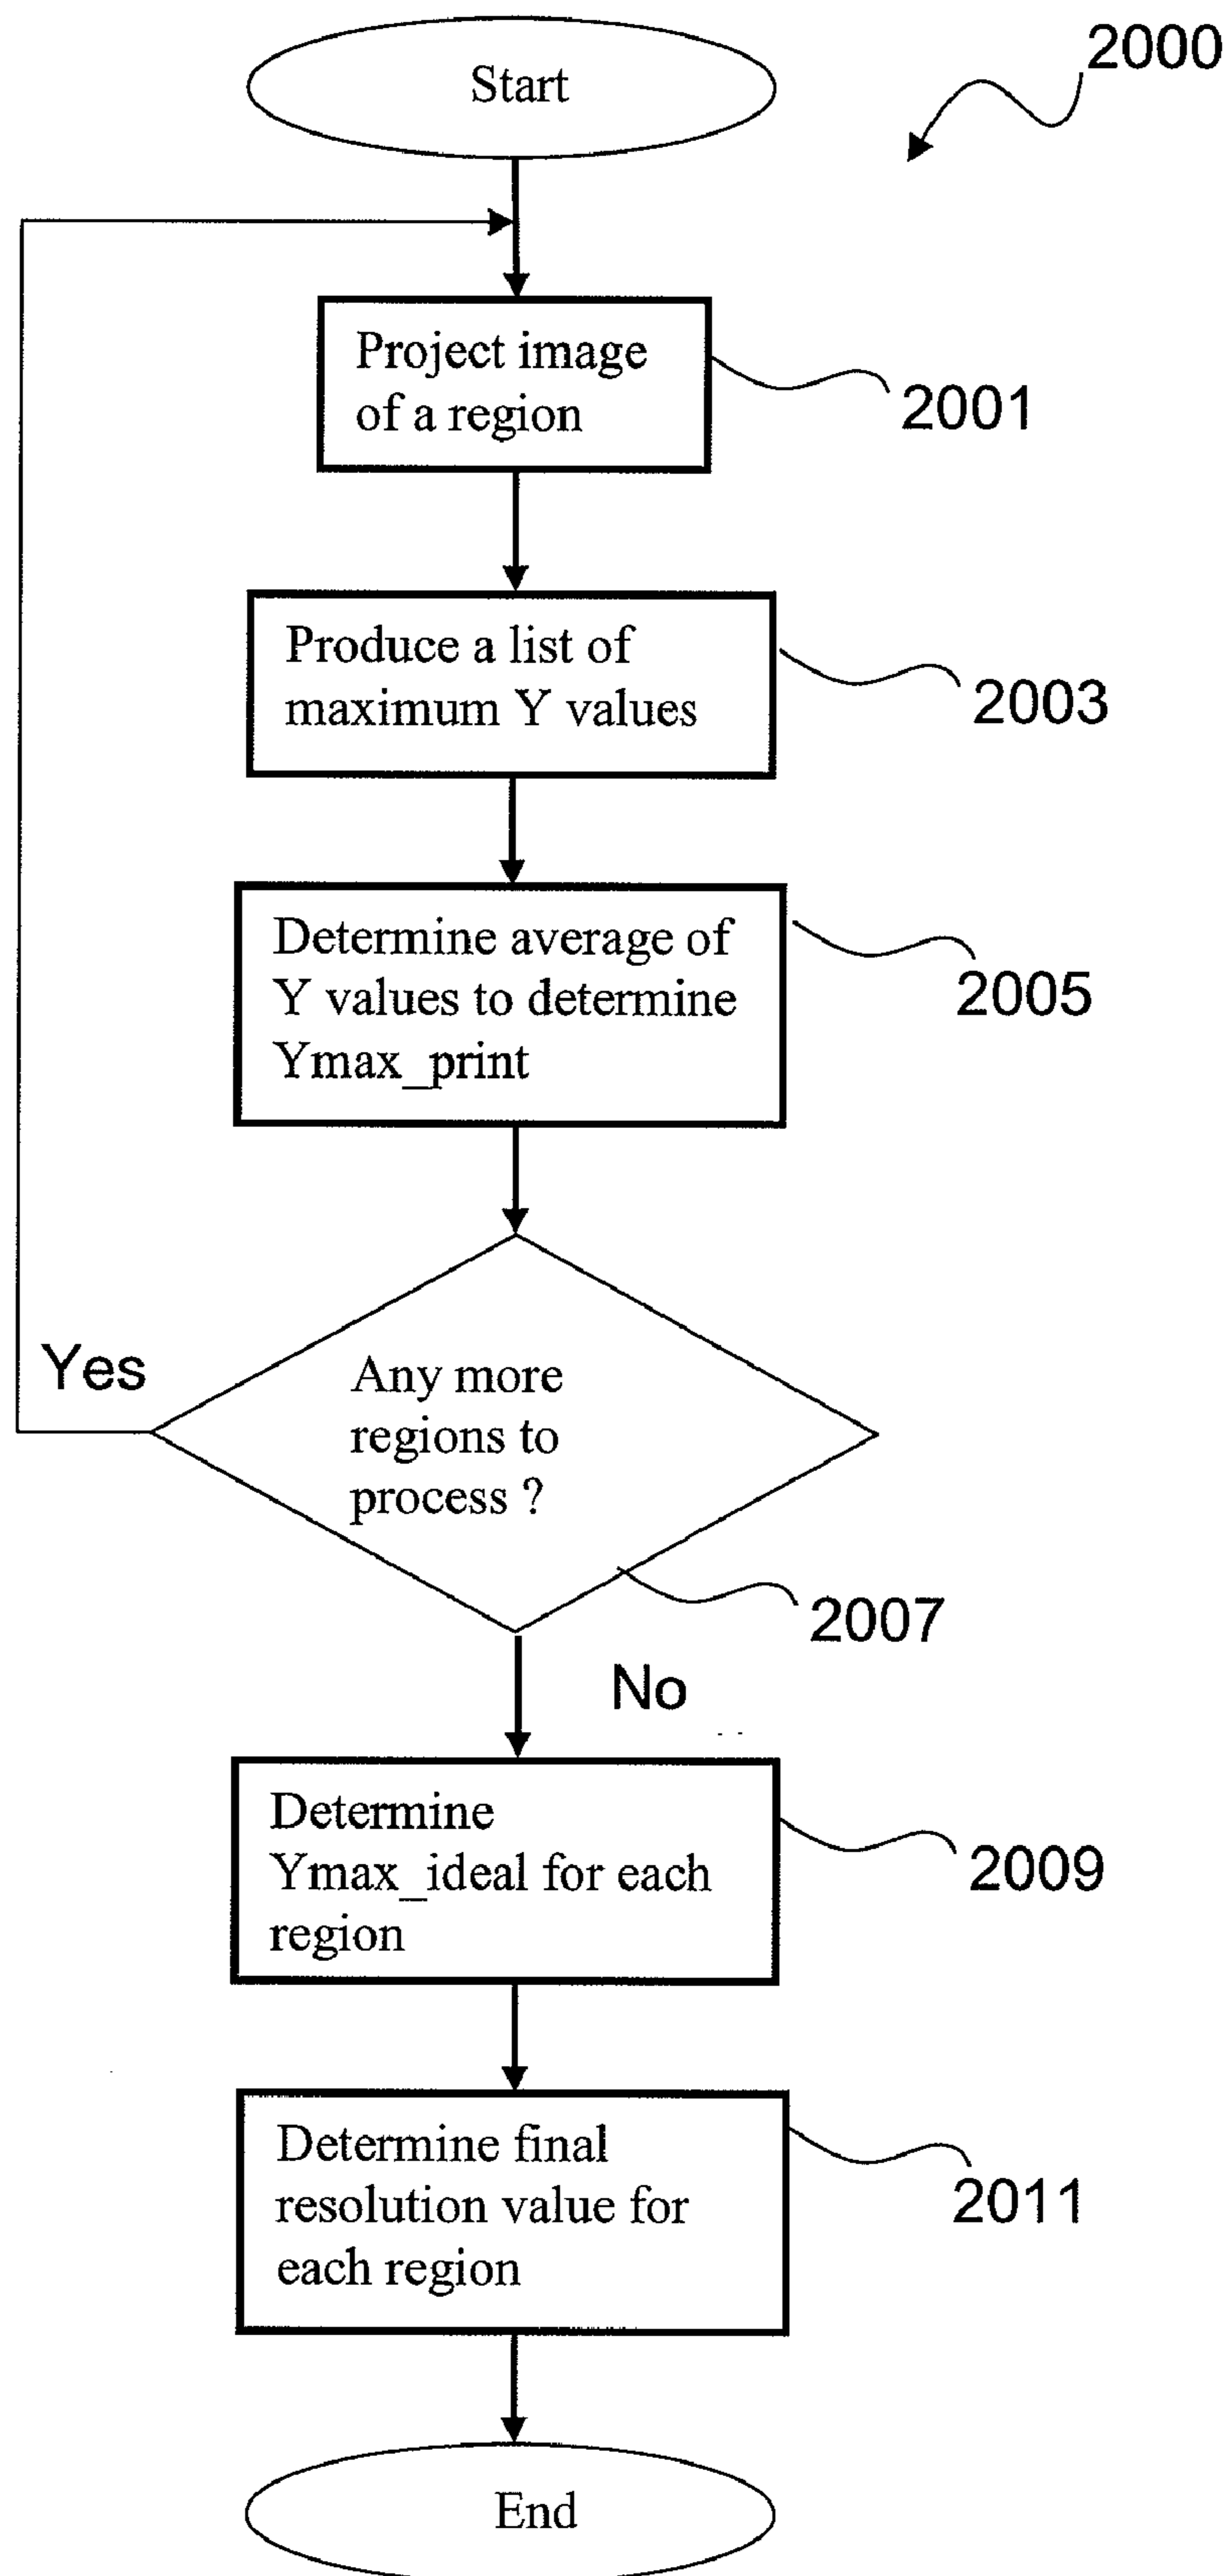 2000
Start
Project image
of a region
2001
Produce a list of
maximum Y values
2003
Determine average of
Y values to determine
Ymax_print
2005
Yes
Any more
regions to
process ?
2007
No
Determine
Ymax_ideal for each
region
2009
Determine final
resolution value for
each region
2011
End